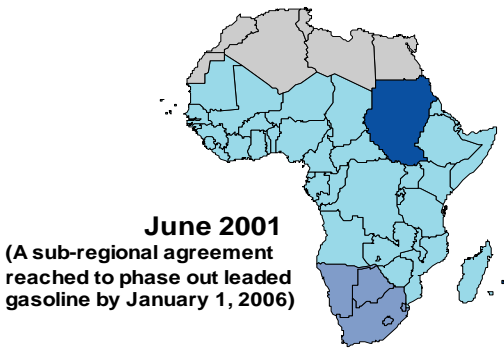 June 2001
(A sub-regional agreement
reached to phase out leaded
gasoline by January 1, 2006)